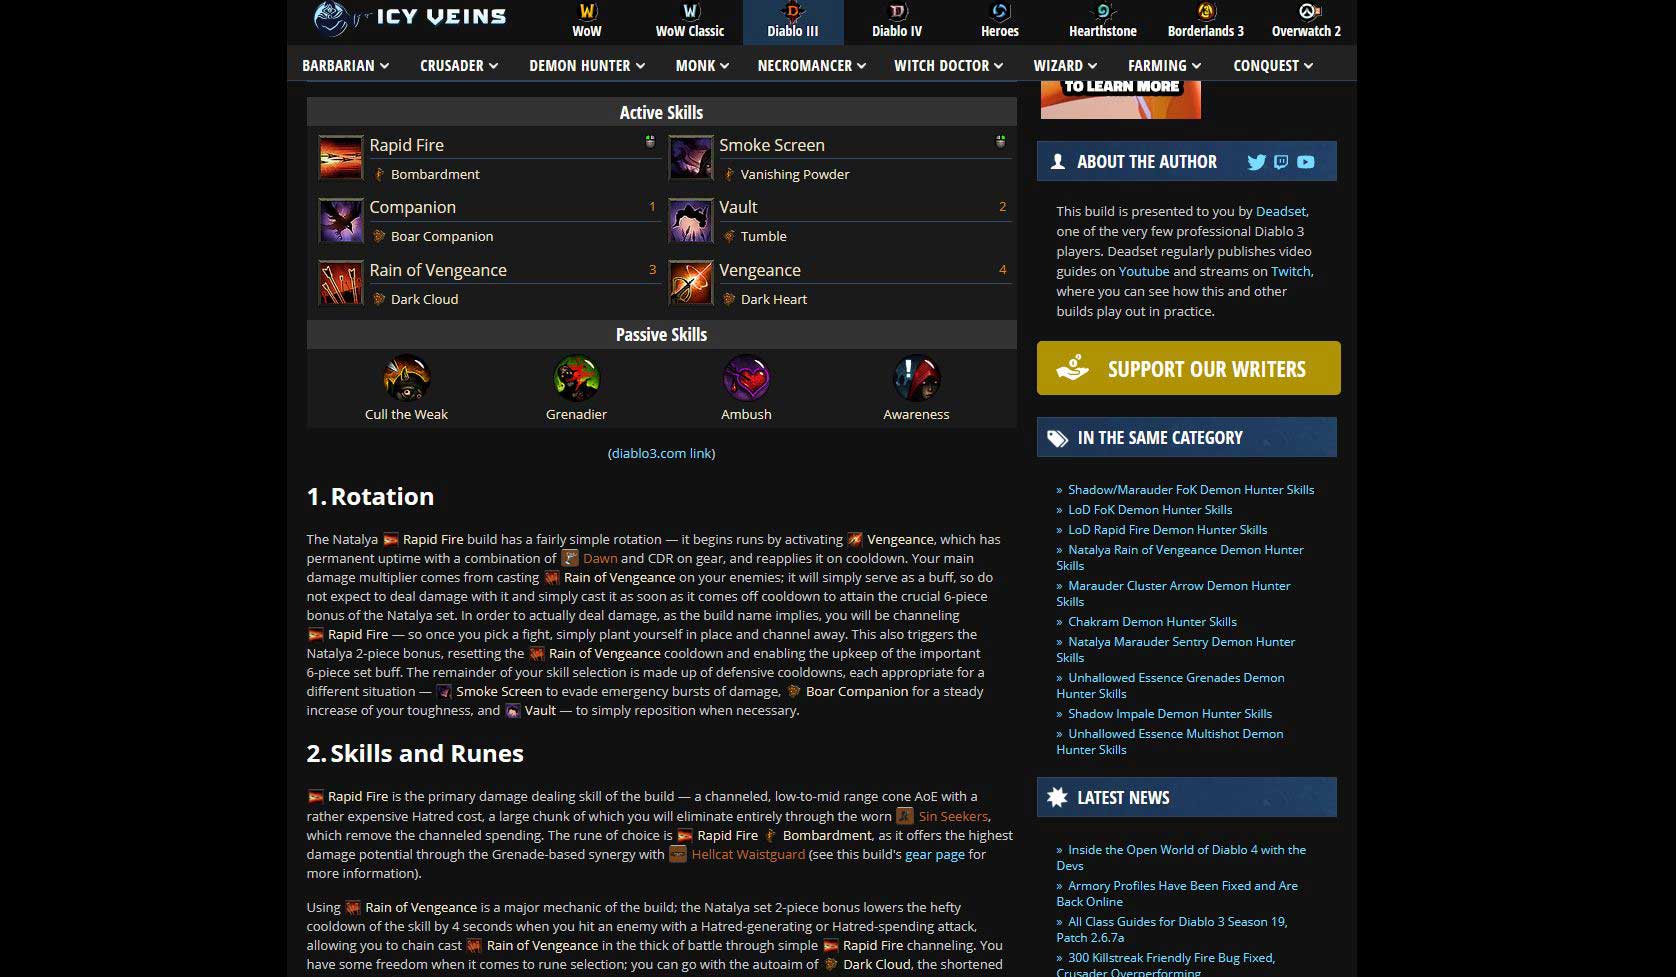 ICY VEINS
WoW
WoW Classic
Diablo III
Diablo IV
Heroes
Hearthstone
Borderlands 3
Overwatch 2
BARBARIAN
CRUSADER
DEMON HUNTER
MONK
NECROMANCER
WITCH DOCTOR
WIZARD
FARMING
CONQUEST
Active Skills
Rapid Fire
Bombardment
Smoke Screen
Vanishing Powder
Companion 1
Boar Companion
Vault 2
Tumble
Rain of Vengeance 3
Dark Cloud
Vengeance 4
Dark Heart
Passive Skills
Cull the Weak
Grenadier
Ambush
Awareness
(diablo3.com link)
1. Rotation
The Natalya Rapid Fire build has a fairly simple rotation — it begins runs by activating Vengeance, which has
permanent uptime with a combination of Dawn and CDR on gear, and reapplies it on cooldown. Your main
damage multiplier comes from casting Rain of Vengeance on your enemies; it will simply serve as a buff, so do
not expect to deal damage with it and simply cast it as soon as it comes off cooldown to attain the crucial 6-piece
bonus of the Natalya set. In order to actually deal damage, as the build name implies, you will be channeling
Rapid Fire — so once you pick a fight, simply plant yourself in place and channel away. This also triggers the
Natalya 2-piece bonus, resetting the Rain of Vengeance cooldown and enabling the upkeep of the important
6-piece set buff. The remainder of your skill selection is made up of defensive cooldowns, each appropriate for a
different situation — Smoke Screen to evade emergency bursts of damage, Boar Companion for a steady
increase of your toughness, and Vault — to simply reposition when necessary.
2. Skills and Runes
Rapid Fire is the primary damage dealing skill of the build — a channeled, low-to-mid range cone AoE with a
rather expensive Hatred cost, a large chunk of which you will eliminate entirely through the worn Sin Seekers,
which remove the channeled spending. The rune of choice is Rapid Fire Bombardment, as it offers the highest
damage potential through the Grenade-based synergy with Hellcat Waistguard (see this build's gear page for
more information).
Using Rain of Vengeance is a major mechanic of the build; the Natalya set 2-piece bonus lowers the hefty
cooldown of the skill by 4 seconds when you hit an enemy with a Hatred-generating or Hatred-spending attack,
allowing you to chain cast Rain of Vengeance in the thick of battle through simple Rapid Fire channeling. You
have some freedom when it comes to rune selection; you can go with the autoaim of Dark Cloud, the shortened
TO LEARN MORE
ABOUT THE AUTHOR
This build is presented to you by Deadset,
one of the very few professional Diablo 3
players. Deadset regularly publishes video
guides on Youtube and streams on Twitch,
where you can see how this and other
builds play out in practice.
SUPPORT OUR WRITERS
IN THE SAME CATEGORY
» Shadow/Marauder FoK Demon Hunter Skills
» LoD FoK Demon Hunter Skills
» LoD Rapid Fire Demon Hunter Skills
» Natalya Rain of Vengeance Demon Hunter
Skills
» Marauder Cluster Arrow Demon Hunter
Skills
» Chakram Demon Hunter Skills
» Natalya Marauder Sentry Demon Hunter
Skills
» Unhallowed Essence Grenades Demon
Hunter Skills
» Shadow Impale Demon Hunter Skills
» Unhallowed Essence Multishot Demon
Hunter Skills
LATEST NEWS
» Inside the Open World of Diablo 4 with the
Devs
» Armory Profiles Have Been Fixed and Are
Back Online
» All Class Guides for Diablo 3 Season 19,
Patch 2.6.7a
» 300 Killstreak Friendly Fire Bug Fixed,
Crusader Overperforming